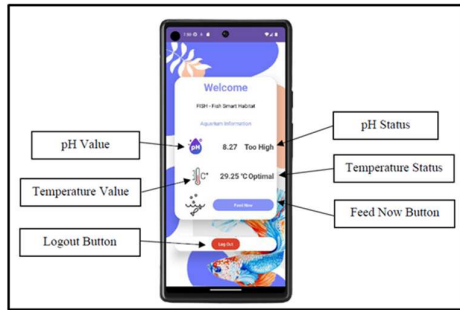 Welcome
FISH - Fish Smart Habitat
Aquarium Information
pH
8.27 Too High
29.25 °C Optimal
Feed Now
Log Out
pH Value
Temperature Value
Logout Button
pH Status
Temperature Status
Feed Now Button